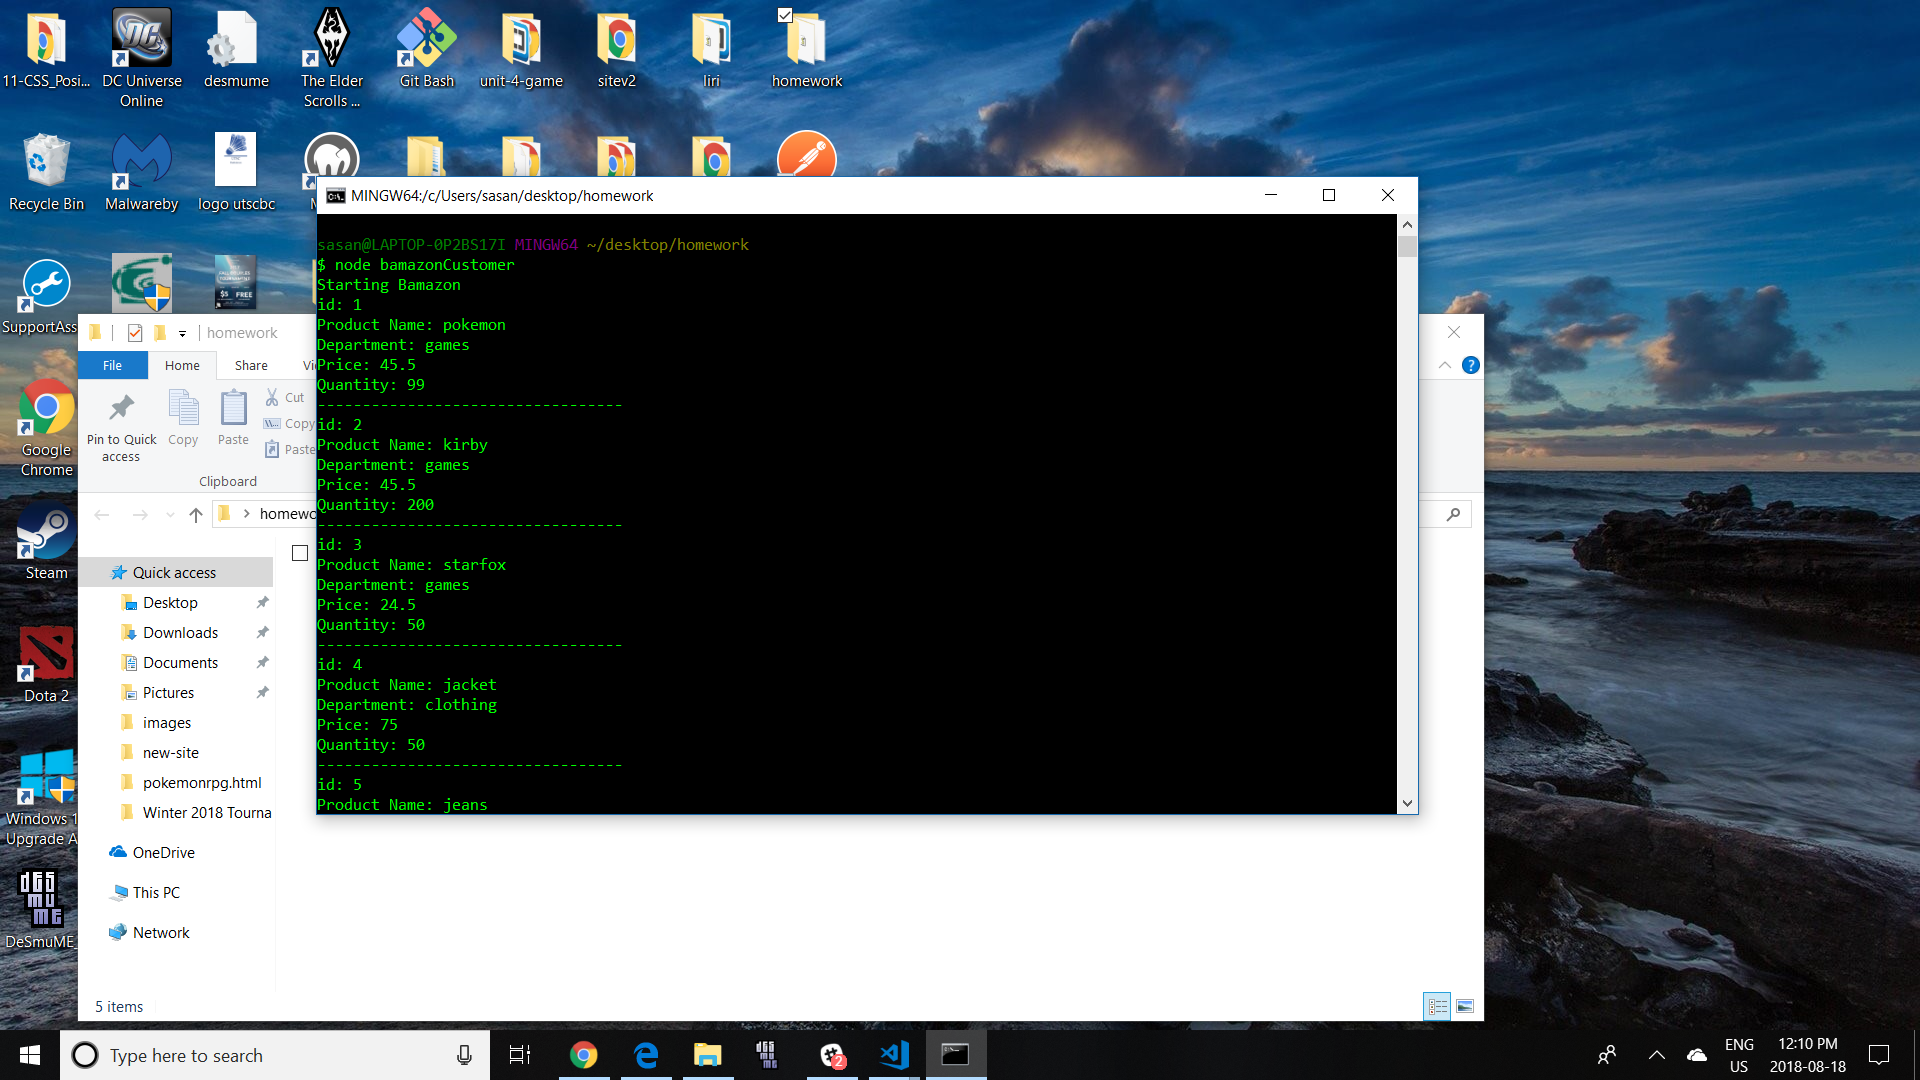 11-CSS_Posi...
DC Universe Online
desmume
The Elder Scrolls ...
Git Bash
unit-4-game
sitev2
liri
homework
Recycle Bin
Malwareby
logo utscbc
SupportAss
Google Chrome
Steam
Dota 2
Windows 1
Upgrade A
DeSmuME_
MINGW64:/c/Users/sasan/desktop/homework
sasan@LAPTOP-0P2BS17I MINGW64 ~/desktop/homework
$ node bamazonCustomer
Starting Bamazon
id: 1
Product Name: pokemon
Department: games
Price: 45.5
Quantity: 99
----------------------------------
id: 2
Product Name: kirby
Department: games
Price: 45.5
Quantity: 200
----------------------------------
id: 3
Product Name: starfox
Department: games
Price: 24.5
Quantity: 50
----------------------------------
id: 4
Product Name: jacket
Department: clothing
Price: 75
Quantity: 50
----------------------------------
id: 5
Product Name: jeans
homework
File
Home
Share
Vi
Pin to Quick access
Copy
Paste
Cut
Copy
Paste
Clipboard
homewo
Quick access
Desktop
Downloads
Documents
Pictures
images
new-site
pokemonrpg.html
Winter 2018 Tourna
OneDrive
This PC
Network
5 items
Type here to search
2
ENG
US
12:10 PM
2018-08-18